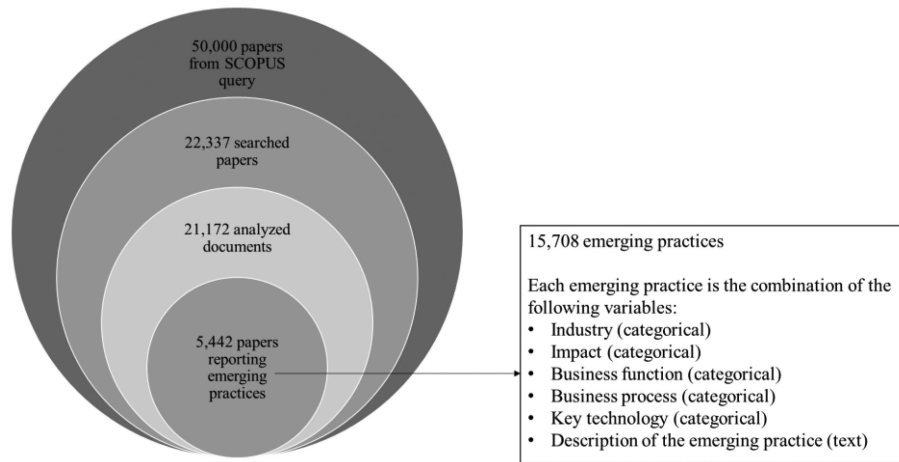 50,000 papers
from SCOPUS
query
22,337 searched
papers
21,172 analyzed
documents
5,442 papers
reporting
emerging
practices
15,708 emerging practices
Each emerging practice is the combination of the
following variables:
• Industry (categorical)
• Impact (categorical)
• Business function (categorical)
• Business process (categorical)
• Key technology (categorical)
• Description of the emerging practice (text)